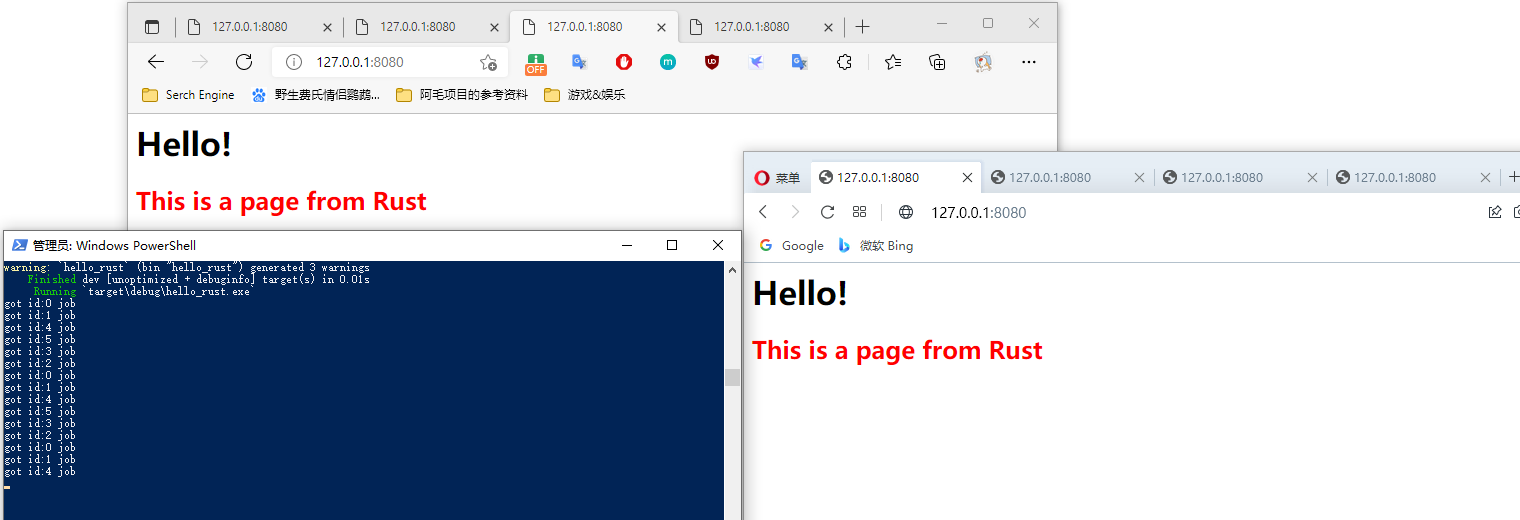 127.0.0.1:8080
127.0.0.1:8080
127.0.0.1:8080
127.0.0.1:8080
127.0.0.1:8080
OFF
Serch Engine
野生费氏情侣鹦鹉...
阿毛项目的参考资料
游戏&娱乐
Hello!
This is a page from Rust
管理员: Windows PowerShell
warning: `hello_rust` (bin "hello_rust") generated 3 warnings
Finished dev [unoptimized + debuginfo] target(s) in 0.01s
Running `target\debug\hello_rust.exe`
got id:0 job
got id:1 job
got id:4 job
got id:5 job
got id:3 job
got id:2 job
got id:0 job
got id:1 job
got id:4 job
got id:5 job
got id:3 job
got id:2 job
got id:0 job
got id:1 job
got id:4 job
菜单
127.0.0.1:8080
127.0.0.1:8080
127.0.0.1:8080
127.0.0.1:8080
127.0.0.1:8080
Google
微软 Bing
Hello!
This is a page from Rust